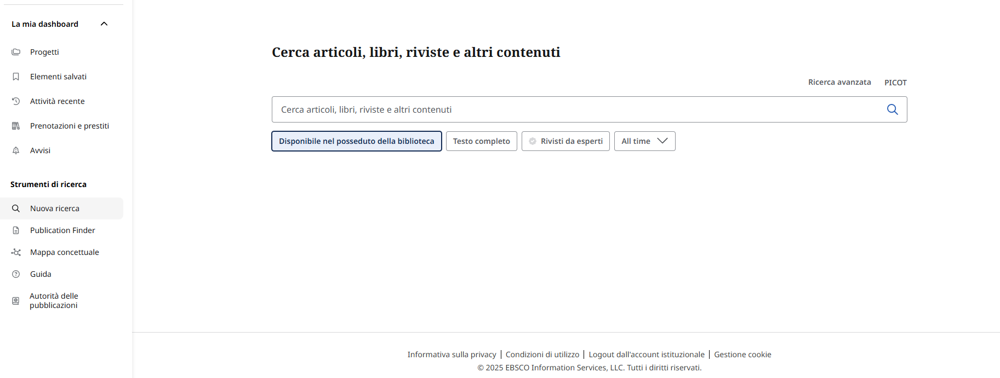 La mia dashboard
Progetti
Elementi salvati
Attività recente
Prenotazioni e prestiti
Avvisi
Strumenti di ricerca
Nuova ricerca
Publication Finder
Mappa concettuale
Guida
Autorità delle
pubblicazioni
Cerca articoli, libri, riviste e altri contenuti
Ricerca avanzata PICOT
Cerca articoli, libri, riviste e altri contenuti
Disponibile nel posseduto della biblioteca Testo completo Rivisti da esperti All time
Informativa sulla privacy | Condizioni di utilizzo | Logout dall'account istituzionale | Gestione cookie
© 2025 EBSCO Information Services, LLC. Tutti i diritti riservati.